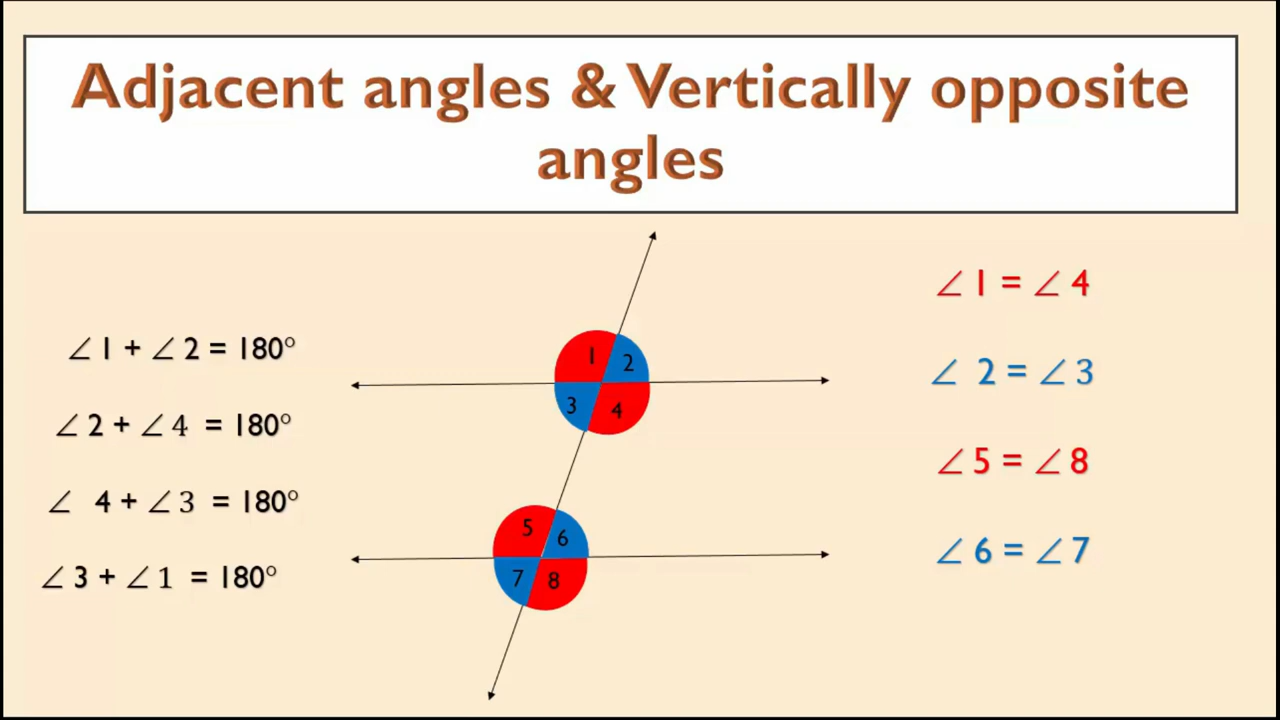 Adjacent angles & Vertically opposite
angles
∠ 1 + ∠ 2 = 180°
∠ 2 + ∠ 4 = 180°
∠ 4 + ∠ 3 = 180°
∠ 3 + ∠ 1 = 180°
1
2
3
4
5
6
7
8
∠ 1 = ∠ 4
∠ 2 = ∠ 3
∠ 5 = ∠ 8
∠ 6 = ∠ 7